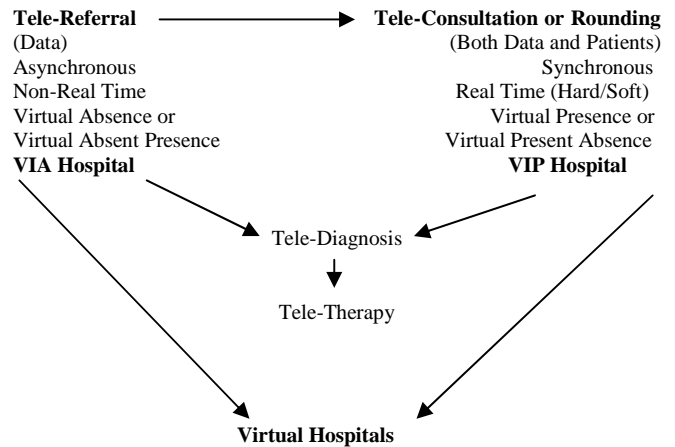 Tele-Referral
(Data)
Asynchronous
Non-Real Time
Virtual Absence or
Virtual Absent Presence
VIA Hospital
Tele-Consultation or Rounding
(Both Data and Patients)
Synchronous
Real Time (Hard/Soft)
Virtual Presence or
Virtual Present Absence
VIP Hospital
Tele-Diagnosis
Tele-Therapy
Virtual Hospitals